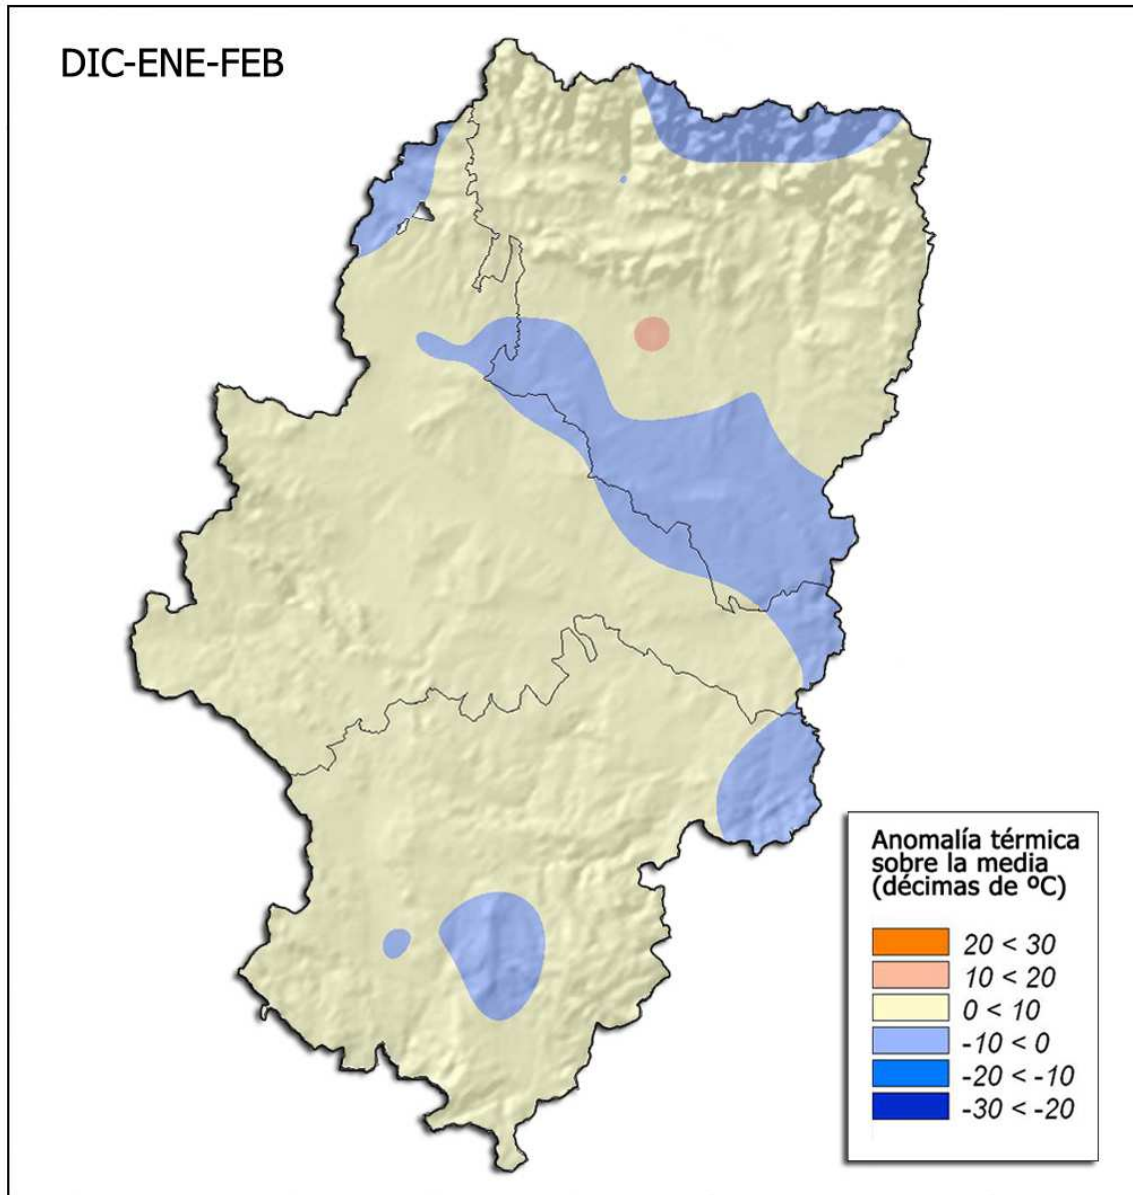 DIC-ENE-FEB
Anomalía térmica
sobre la media
(décimas de ºC)
20 < 30
10 < 20
0 < 10
-10 < 0
-20 < -10
-30 < -20